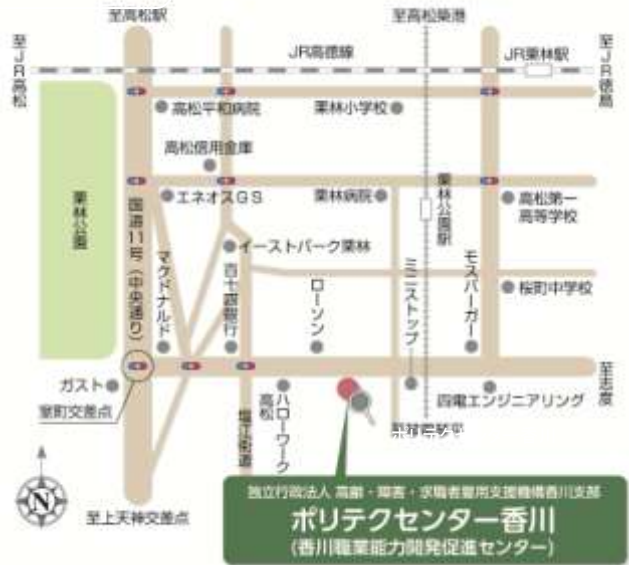 至高松駅
至高松築港
至JR高松
JR高徳線
JR栗林駅
至JR徳島
高松平和病院
栗林小学校
高松信用金庫
栗林公園
国道11号(中央通り)
エネオスGS
栗林病院
栗林公園駅
高松第一
高等学校
イーストパーク栗林
マクドナルド
百十四銀行
ローソン
ミニストップ
モスバーガー
桜町中学校
至志度
ガスト
室町交差点
ハローワーク
高松
塩江街道
四電エンジニアリング
N
至上天神交差点
独立行政法人 高齢・障害・求職者雇用支援機構香川支部
ポリテクセンター香川
(香川職業能力開発促進センター)